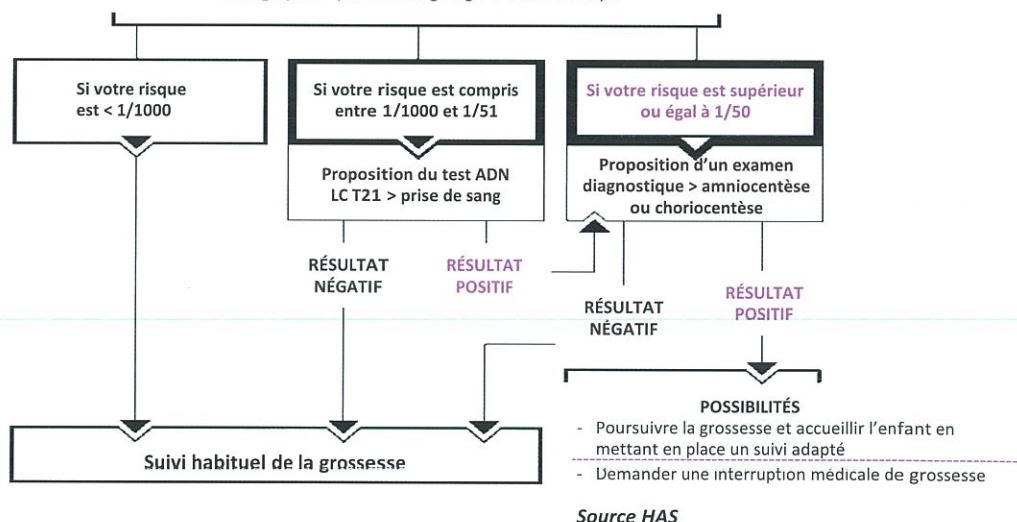 Si votre risque
est < 1/1000
Si votre risque est compris
entre 1/1000 et 1/51
Si votre risque est supérieur
ou égal à 1/50
Proposition du test ADN
LC T21 > prise de sang
Proposition d'un examen
diagnostique > amniocentèse
ou choriocentèse
RÉSULTAT
NÉGATIF
RÉSULTAT
POSITIF
RÉSULTAT
NÉGATIF
RÉSULTAT
POSITIF
POSSIBILITÉS
- Poursuivre la grossesse et accueillir l'enfant en
mettant en place un suivi adapté
- Demander une interruption médicale de grossesse
Suivi habituel de la grossesse
Source HAS